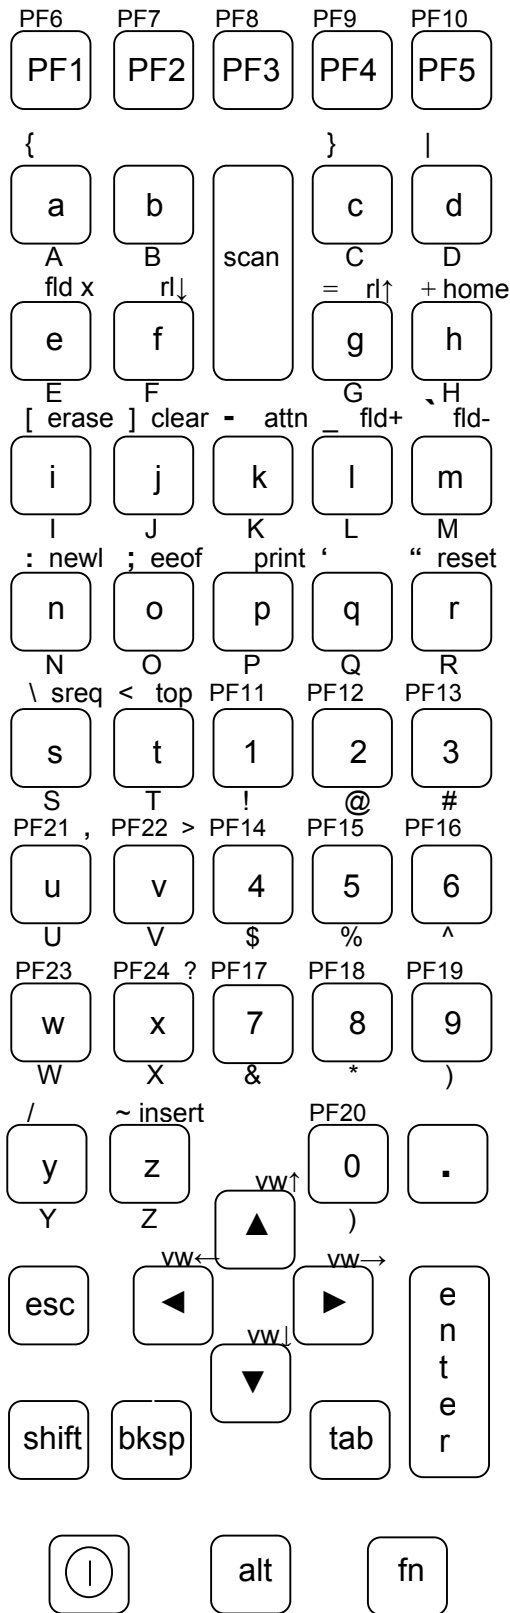 PF6 PF7 PF8 PF9 PF10
PF1 PF2 PF3 PF4 PF5
{ } |
a b scan c d
A B C D
fld x rl↓ = rl↑ + home
e f g h
E F G H
[ erase ] clear - attn _ fld+ ` fld-
i j k l m
I J K L M
: newl ; eeof print ‘ “ reset
n o p q r
N O P Q R
\ sreq < top PF11 PF12 PF13
s t 1 2 3
S T ! @ #
PF21 , PF22 > PF14 PF15 PF16
u v 4 5 6
U V $ % ^
PF23 PF24 ? PF17 PF18 PF19
w x 7 8 9
W X & * )
/ ~ insert PF20
y z 0 .
Y Z vw↑ )
▲
vw← vw→
esc ◄ ► enter
vw↓
▼
shift bksp tab
alt fn